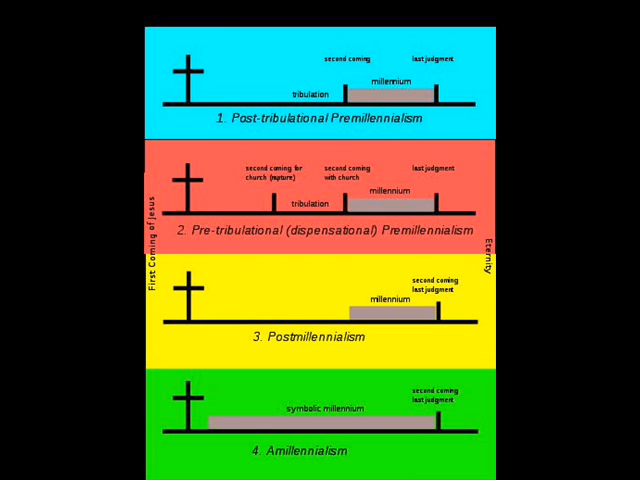 second coming
last judgment
millennium
tribulation
1. Post-tribulational Premillennialism
second coming for
church (rapture)
second coming
with church
last judgment
millennium
tribulation
2. Pre-tribulational (dispensational) Premillennialism
First Coming of Jesus
Eternity
second coming
last judgment
millennium
3. Postmillennialism
second coming
last judgment
symbolic millennium
4. Amillennialism